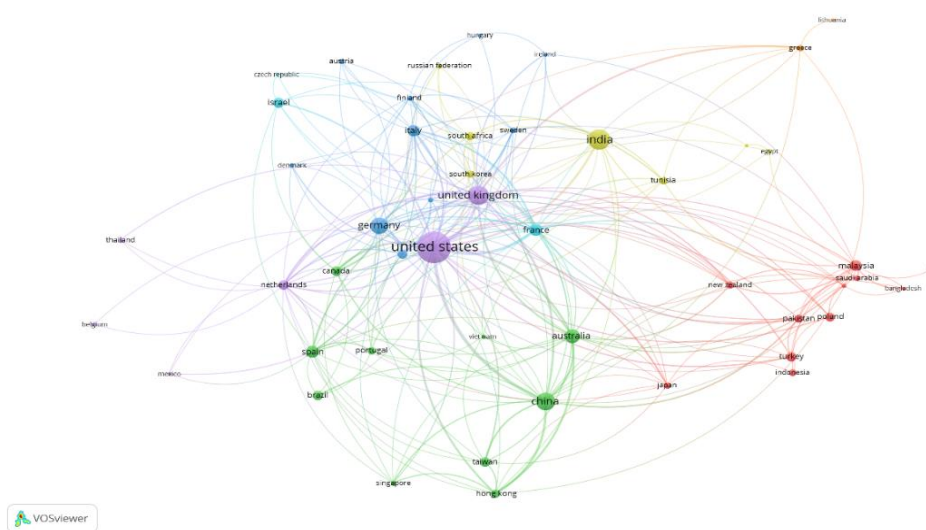 lithuania
hungary
greece
ireland
austria
russian federation
czech republic
finland
israel
italy
south africa
sweden
india
egypt
denmark
south korea
tunisia
united kingdom
germany
france
thailand
united states
malaysia
canada
saudi arabia
netherlands
new zealand
bangladesh
pakistan
poland
belgium
viet nam
australia
spain
portugal
turkey
indonesia
mexico
japan
brazil
china
taiwan
singapore
hong kong
VOSviewer